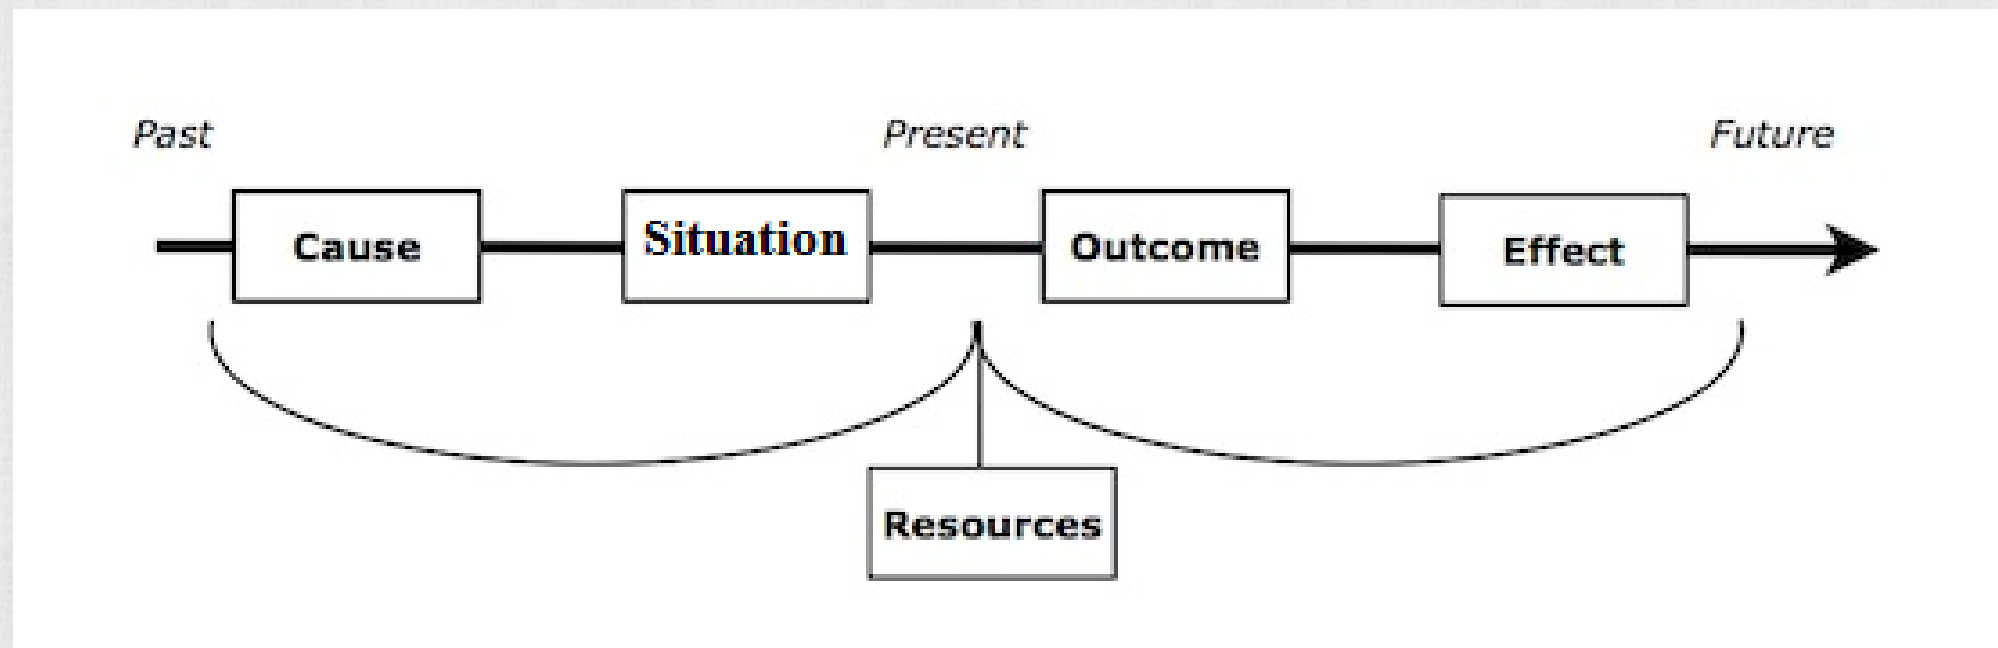 Past
Present
Future
Cause
Situation
Outcome
Effect
Resources